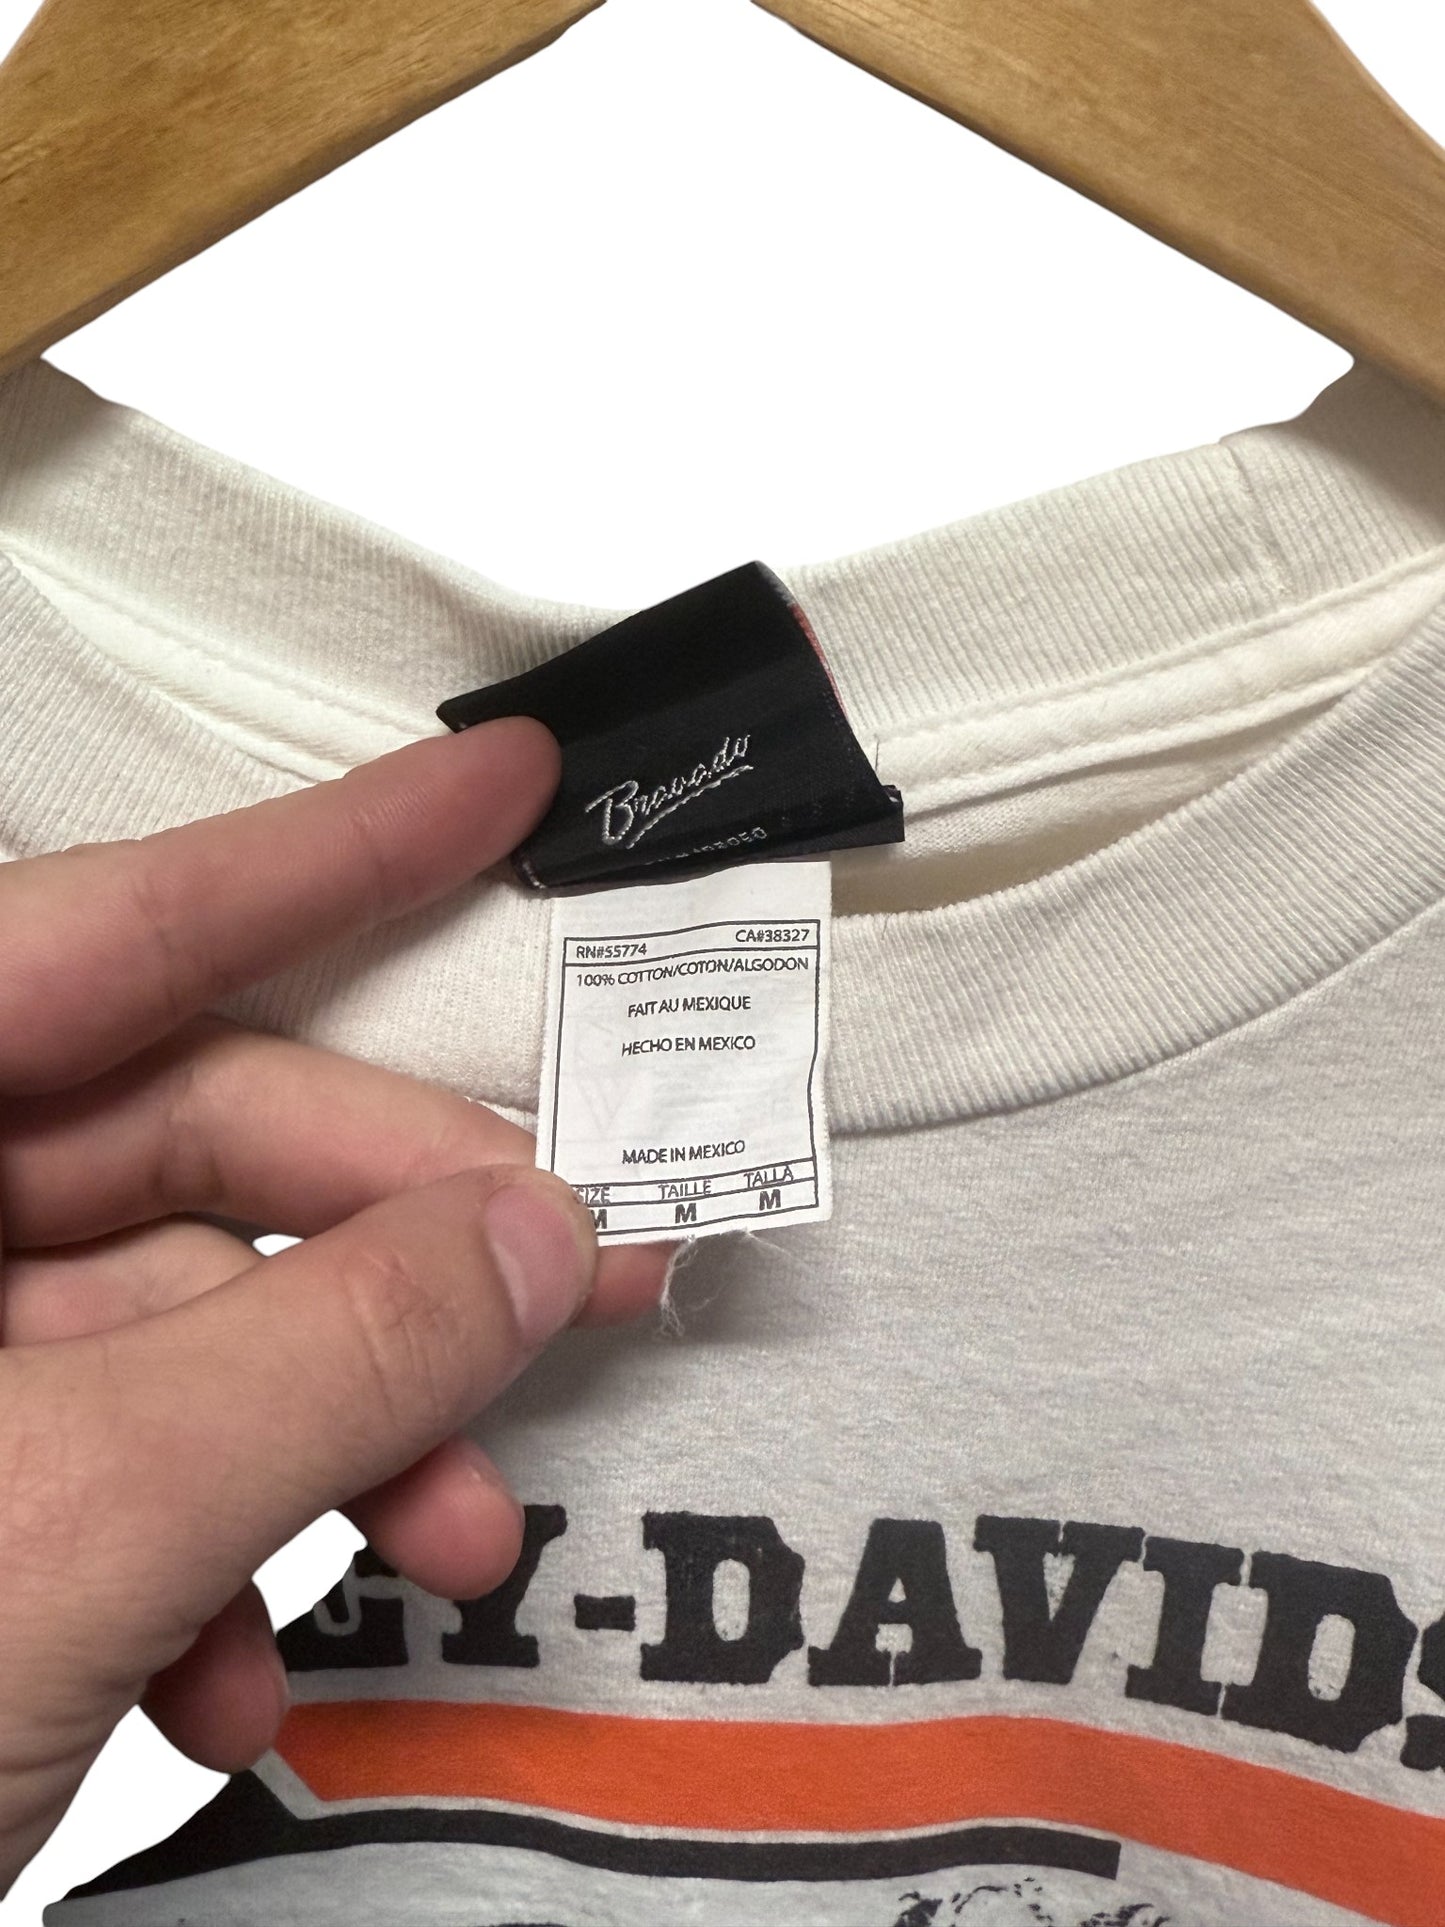 Bravado
RN#55774 CA#38327
100% COTTON/COTON/ALGODON
FAIT AU MEXIQUE
HECHO EN MEXICO
MADE IN MEXICO
SIZE TAILLE TALLA
M M M
EY-DAVIDS